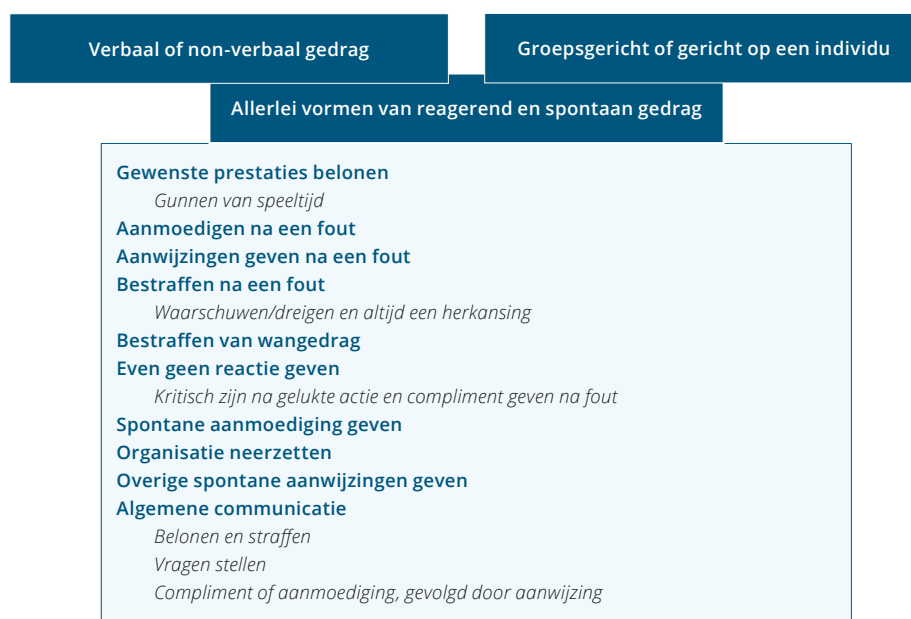 Verbaal of non-verbaal gedrag
Groepsgericht of gericht op een individu
Allerlei vormen van reagerend en spontaan gedrag
Gewenste prestaties belonen
Gunnen van speeltijd
Aanmoedigen na een fout
Aanwijzingen geven na een fout
Bestraffen na een fout
Waarschuwen/dreigen en altijd een herkansing
Bestraffen van wangedrag
Even geen reactie geven
Kritisch zijn na gelukte actie en compliment geven na fout
Spontane aanmoediging geven
Organisatie neerzetten
Overige spontane aanwijzingen geven
Algemene communicatie
Belonen en straffen
Vragen stellen
Compliment of aanmoediging, gevolgd door aanwijzing